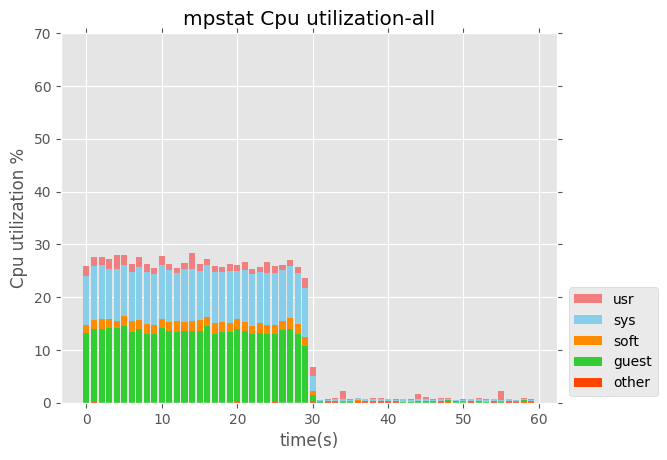 mpstat Cpu utilization-all
70
60
50
40
30
20
10
0
Cpu utilization %
0 10 20 30 40 50 60
time(s)
usr
sys
soft
guest
other